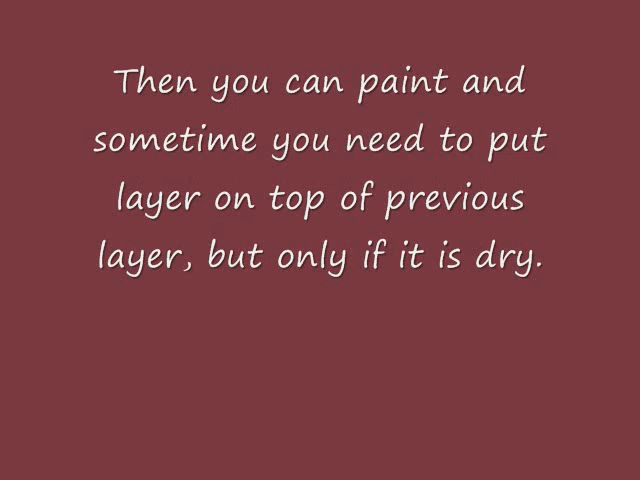 Then you can paint and
sometime you need to put
layer on top of previous
layer, but only if it is dry.